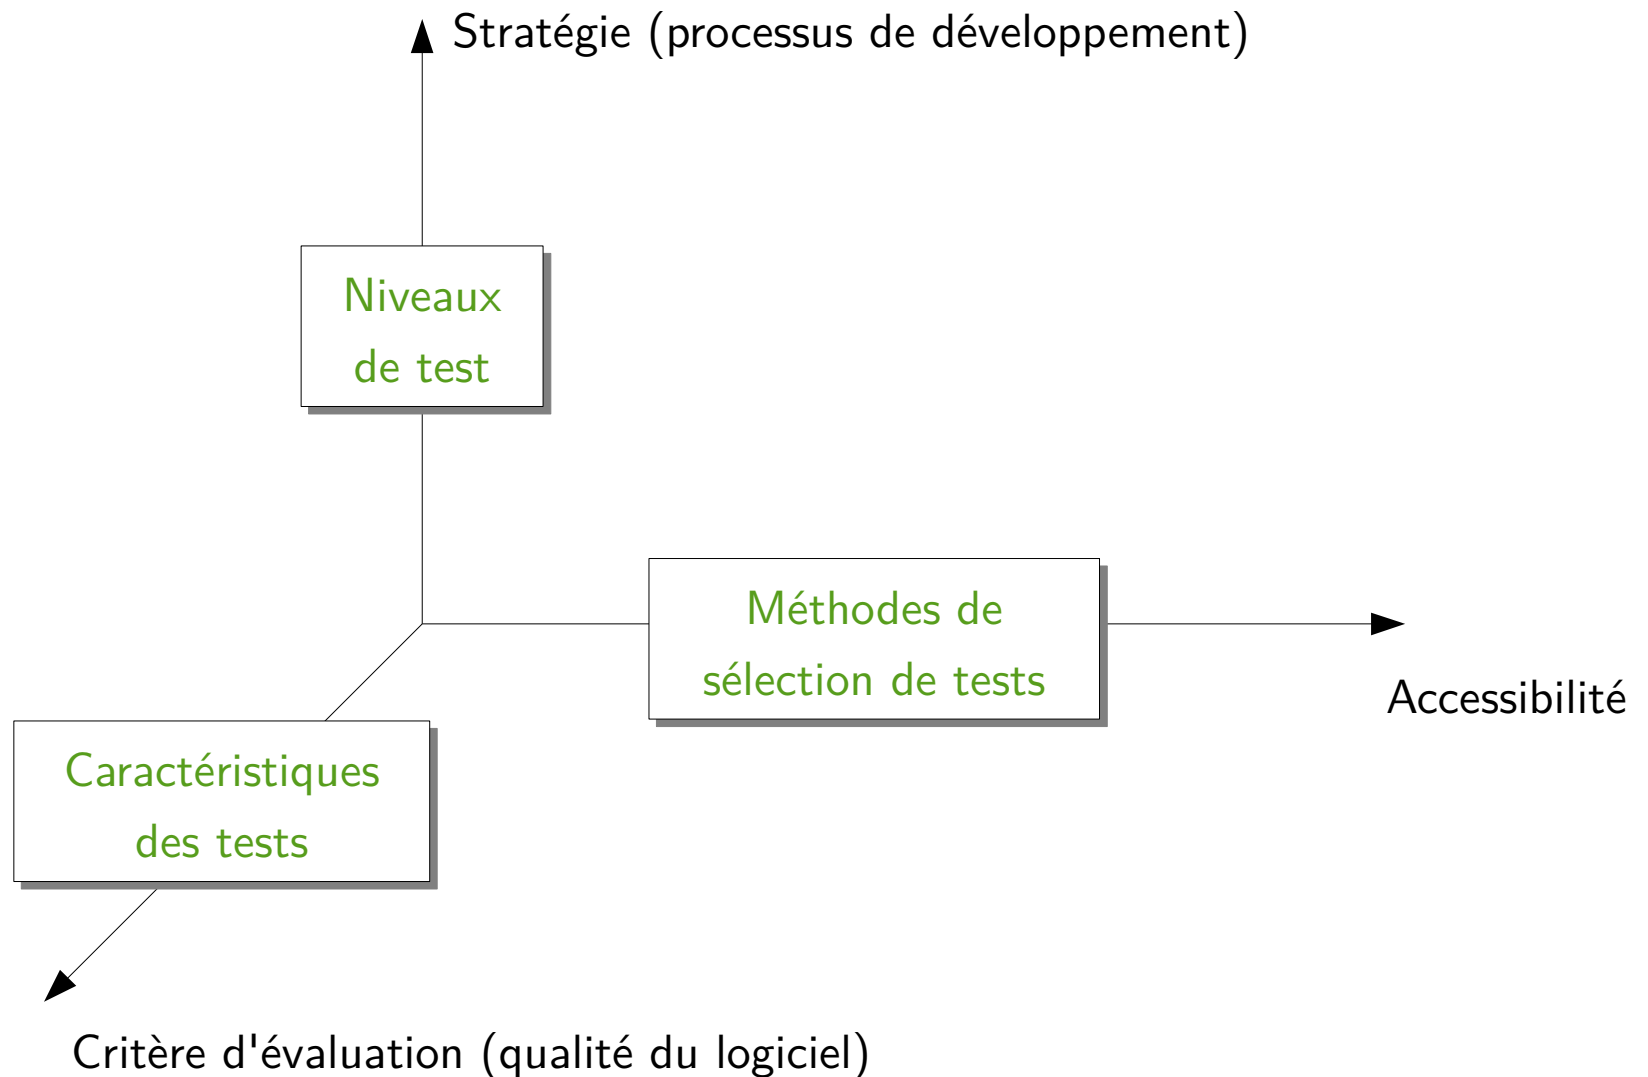 Stratégie (processus de développement)
Niveaux
de test
Méthodes de
sélection de tests
Accessibilité
Caractéristiques
des tests
Critère d'évaluation (qualité du logiciel)